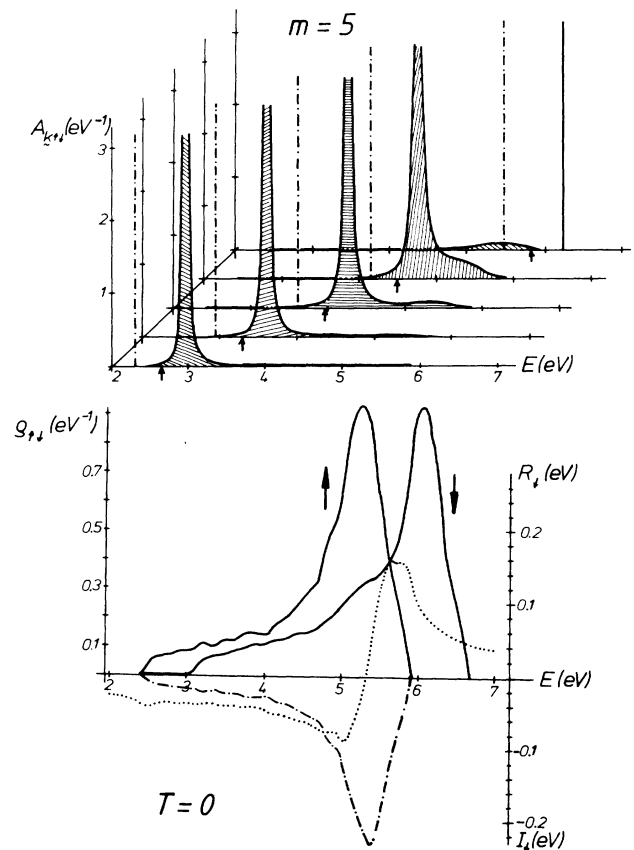 m = 5
A_k↑↓ (eV⁻¹)
3
2
1
2 3 4 5 6 7 E(eV)
ϱ↑↓ (eV⁻¹)
0.7
0.5
0.3
0.1
R↓ (eV)
0.2
0.1
2 3 4 5 6 7 E(eV)
-0.1
-0.2
I↓(eV)
T=0